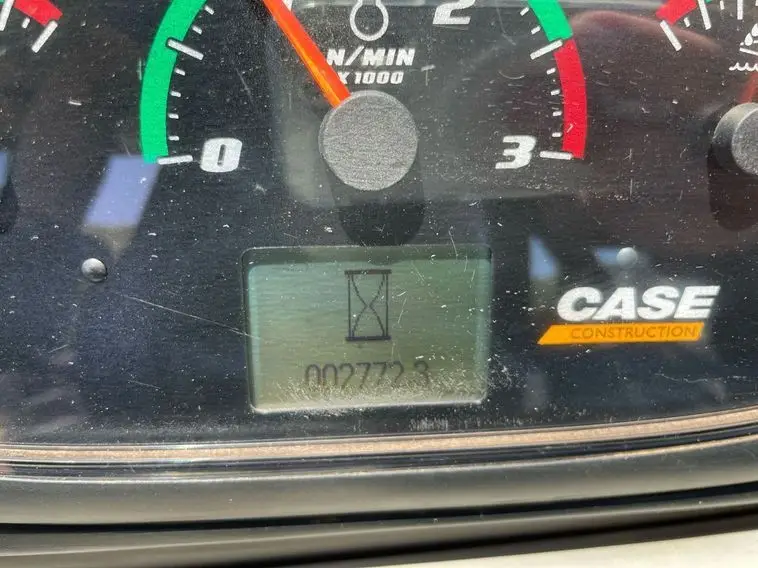 2
N/MIN
X 1000
0
3
CASE
CONSTRUCTION
002772.3